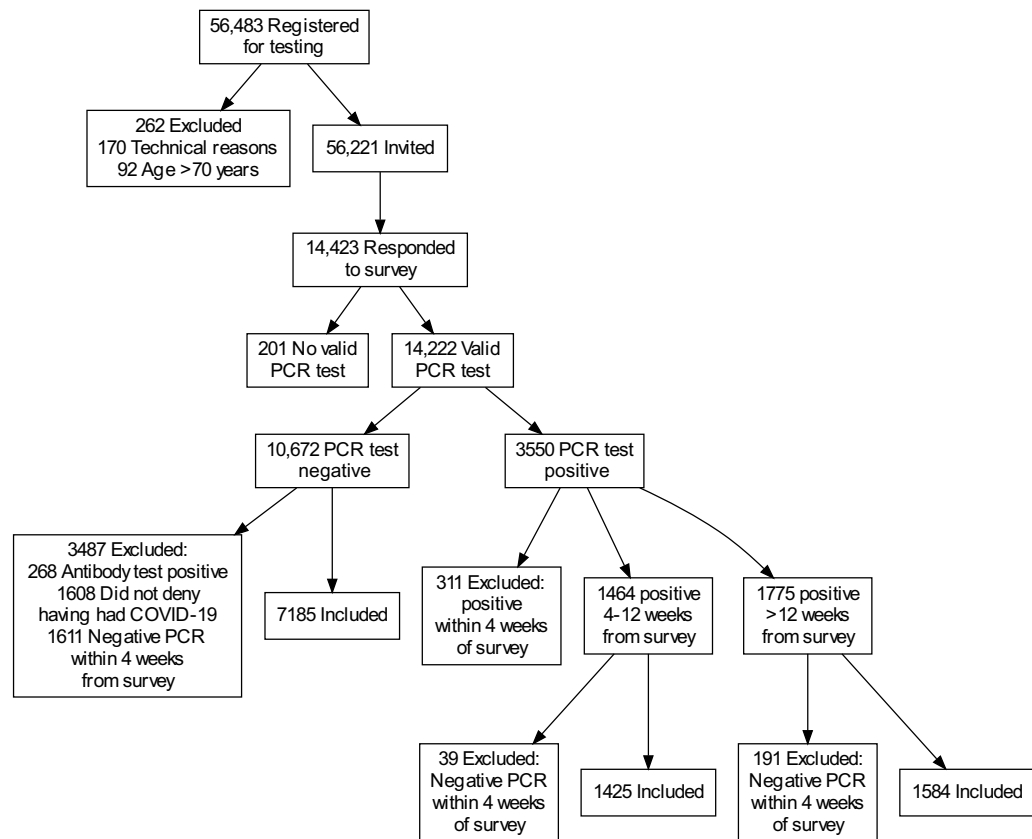 56,483 Registered
for testing
262 Excluded
170 Technical reasons
92 Age >70 years
56,221 Invited
14,423 Responded
to survey
201 No valid
PCR test
14,222 Valid
PCR test
10,672 PCR test
negative
3550 PCR test
positive
3487 Excluded:
268 Antibody test positive
1608 Did not deny
having had COVID-19
1611 Negative PCR
within 4 weeks
from survey
7185 Included
311 Excluded:
positive
within 4 weeks
of survey
1464 positive
4-12 weeks
from survey
1775 positive
>12 weeks
from survey
39 Excluded:
Negative PCR
within 4 weeks
of survey
1425 Included
191 Excluded:
Negative PCR
within 4 weeks
of survey
1584 Included